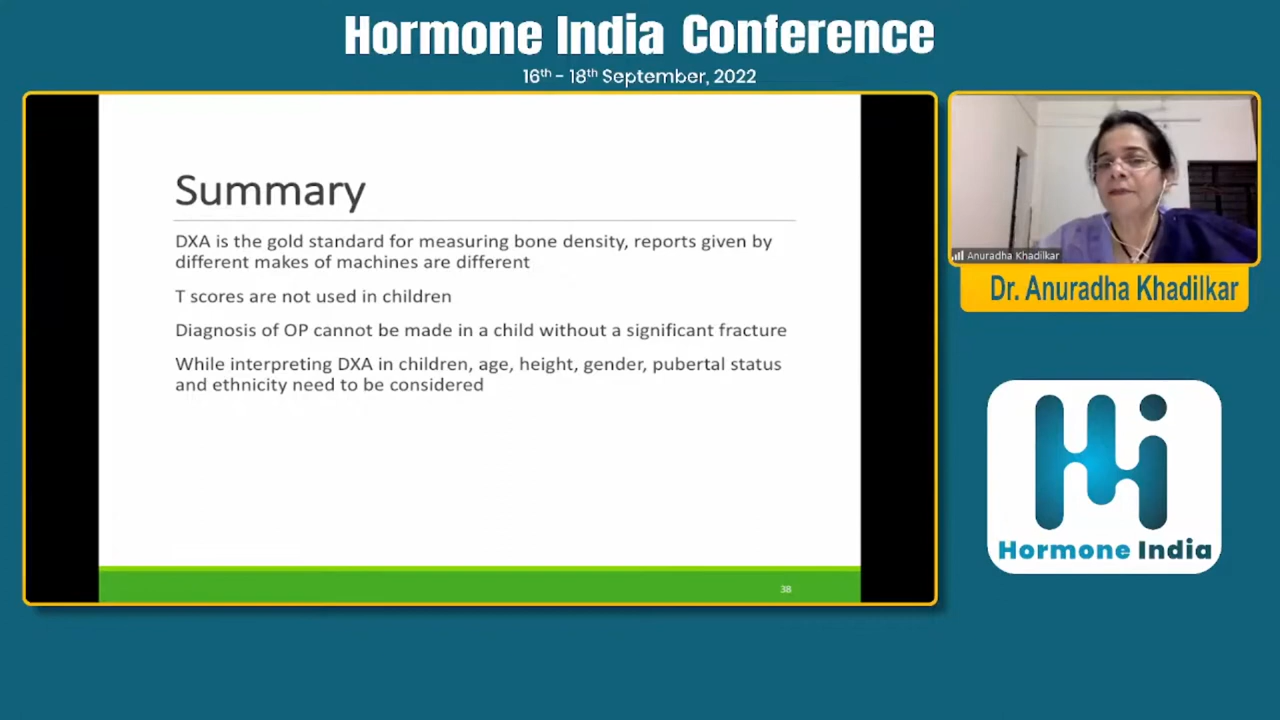 Hormone India Conference
16th - 18th September, 2022
Summary
DXA is the gold standard for measuring bone density, reports given by
different makes of machines are different
T scores are not used in children
Diagnosis of OP cannot be made in a child without a significant fracture
While interpreting DXA in children, age, height, gender, pubertal status
and ethnicity need to be considered
38
Anuradha Khadilkar
Dr. Anuradha Khadilkar
Hi
Hormone India